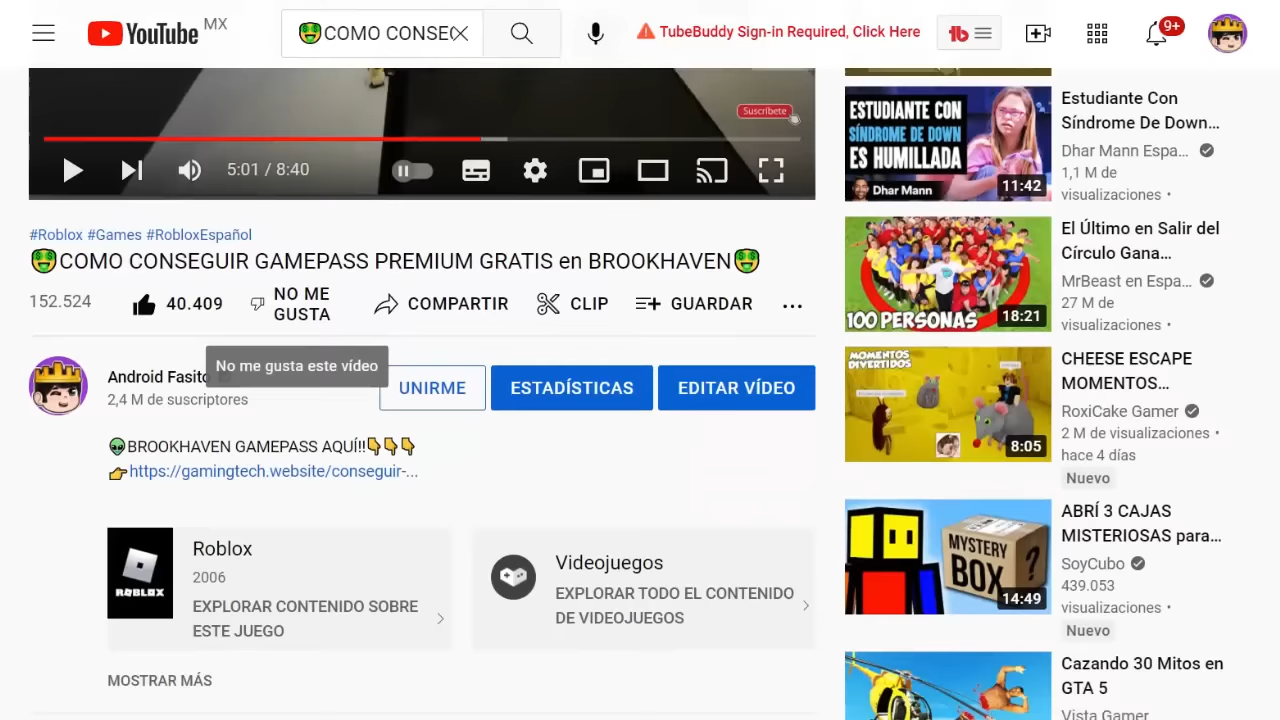 YouTube MX
🤑COMO CONSE
TubeBuddy Sign-in Required, Click Here
tb
9+
Suscríbete
5:01 / 8:40
#Roblox #Games #RobloxEspañol
🤑COMO CONSEGUIR GAMEPASS PREMIUM GRATIS en BROOKHAVEN🤑
152.524
40.409
NO ME
GUSTA
COMPARTIR
CLIP
GUARDAR
No me gusta este vídeo
Android Fasito
2,4 M de suscriptores
UNIRME
ESTADÍSTICAS
EDITAR VÍDEO
👽BROOKHAVEN GAMEPASS AQUÍ!!👇👇👇
👉https://gamingtech.website/conseguir-...
ROBLOX
Roblox
2006
EXPLORAR CONTENIDO SOBRE
ESTE JUEGO
Videojuegos
EXPLORAR TODO EL CONTENIDO
DE VIDEOJUEGOS
MOSTRAR MÁS
ESTUDIANTE CON
SÍNDROME DE DOWN
ES HUMILLADA
Dhar Mann
11:42
Estudiante Con
Síndrome De Down...
Dhar Mann Espa...
1,1 M de
visualizaciones •
100 PERSONAS
18:21
El Último en Salir del
Círculo Gana...
MrBeast en Espa...
27 M de
visualizaciones •
MOMENTOS
DIVERTIDOS
8:05
CHEESE ESCAPE
MOMENTOS...
RoxiCake Gamer
2 M de visualizaciones •
hace 4 días
Nuevo
MYSTERY
BOX
?
14:49
ABRÍ 3 CAJAS
MISTERIOSAS para...
SoyCubo
439.053
visualizaciones •
Nuevo
Cazando 30 Mitos en
GTA 5
Vista Gamer